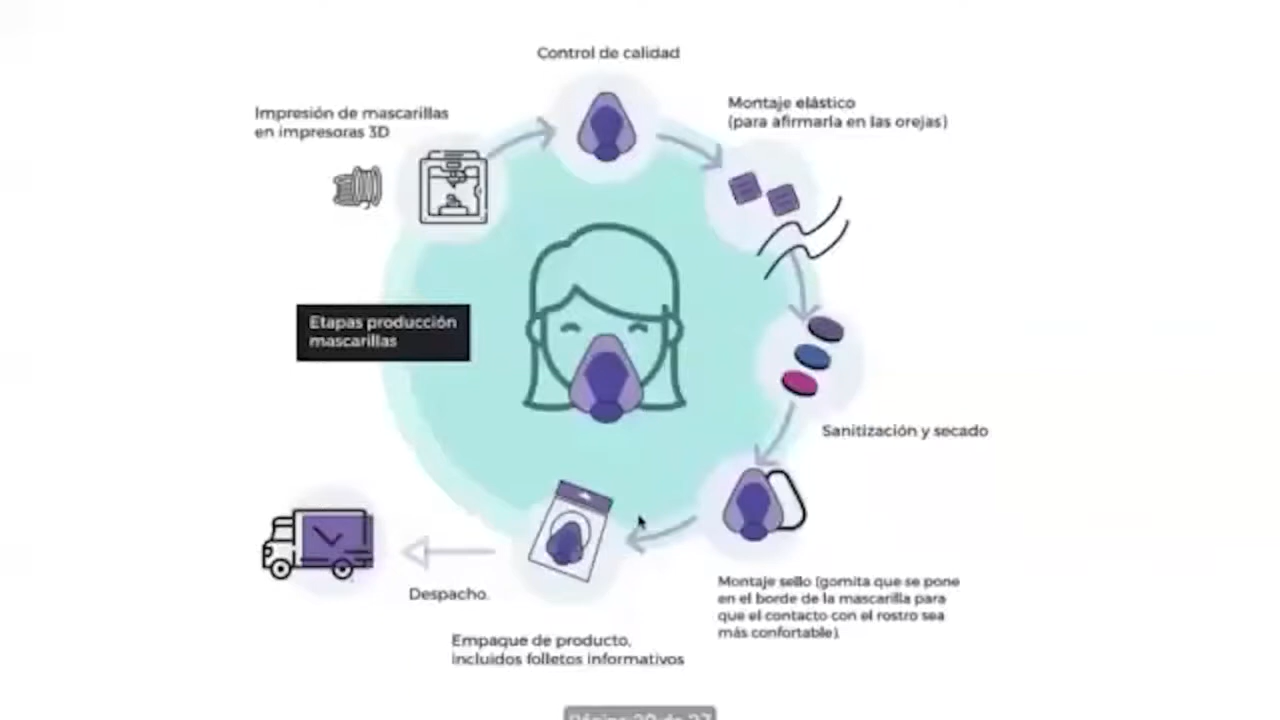 Control de calidad
Impresión de mascarillas
en impresoras 3D
Montaje elástico
(para afirmarla en las orejas)
Etapas producción
mascarillas
Sanitización y secado
Montaje sello (gomita que se pone
en el borde de la mascarilla para
que el contacto con el rostro sea
más confortable).
Despacho.
Empaque de producto,
incluidos folletos informativos